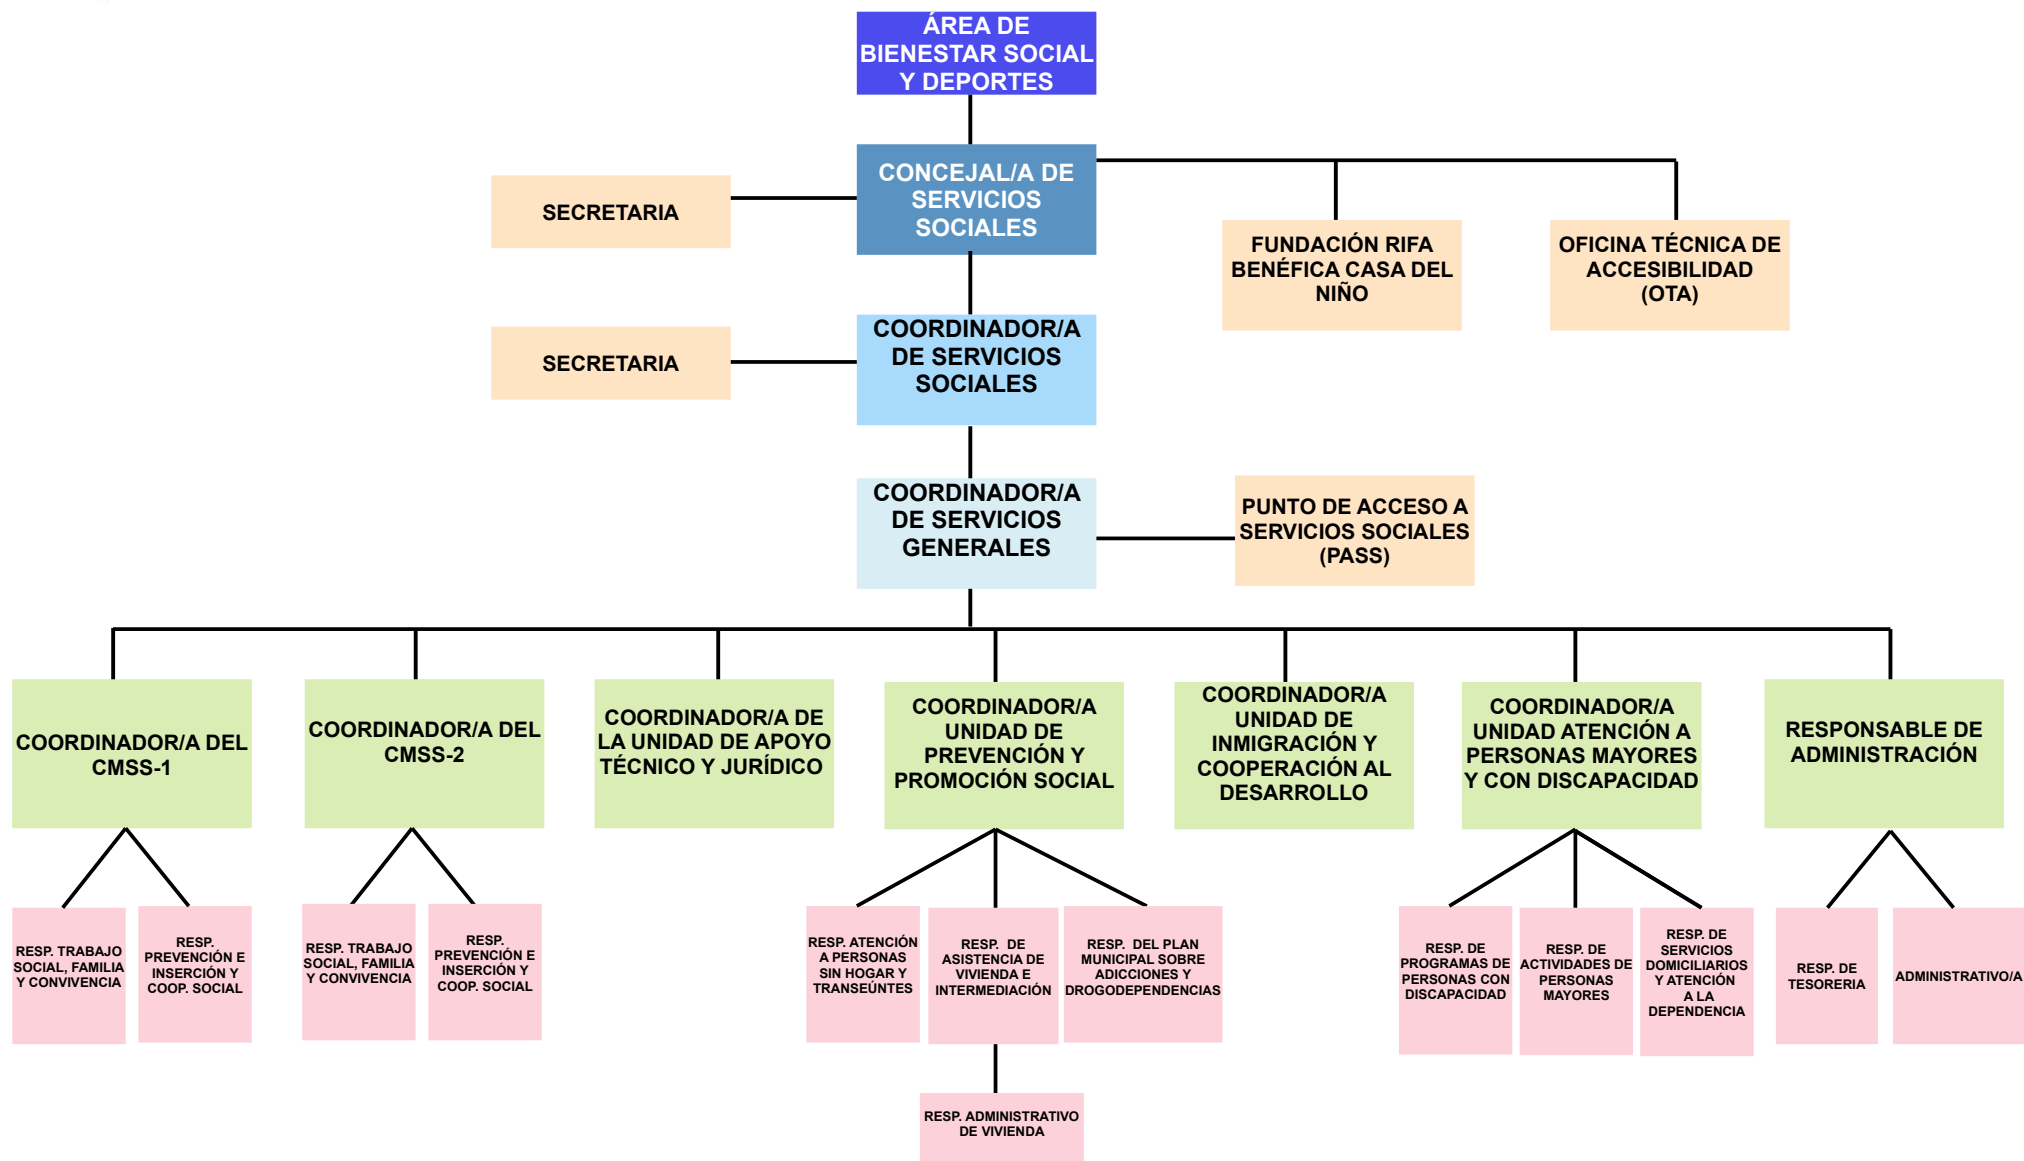 ÁREA DE
BIENESTAR SOCIAL
Y DEPORTES
CONCEJAL/A DE
SERVICIOS
SOCIALES
SECRETARIA
FUNDACIÓN RIFA
BENÉFICA CASA DEL
NIÑO
OFICINA TÉCNICA DE
ACCESIBILIDAD
(OTA)
COORDINADOR/A
DE SERVICIOS
SOCIALES
SECRETARIA
COORDINADOR/A
DE SERVICIOS
GENERALES
PUNTO DE ACCESO A
SERVICIOS SOCIALES
(PASS)
COORDINADOR/A DEL
CMSS-1
COORDINADOR/A DEL
CMSS-2
COORDINADOR/A DE
LA UNIDAD DE APOYO
TÉCNICO Y JURÍDICO
COORDINADOR/A
UNIDAD DE
PREVENCIÓN Y
PROMOCIÓN SOCIAL
COORDINADOR/A
UNIDAD DE
INMIGRACIÓN Y
COOPERACIÓN AL
DESARROLLO
COORDINADOR/A
UNIDAD ATENCIÓN A
PERSONAS MAYORES
Y CON DISCAPACIDAD
RESPONSABLE DE
ADMINISTRACIÓN
RESP. TRABAJO
SOCIAL, FAMILIA
Y CONVIVENCIA
RESP.
PREVENCIÓN E
INSERCIÓN Y
COOP. SOCIAL
RESP. TRABAJO
SOCIAL, FAMILIA
Y CONVIVENCIA
RESP.
PREVENCIÓN E
INSERCIÓN Y
COOP. SOCIAL
RESP. ATENCIÓN
A PERSONAS
SIN HOGAR Y
TRANSEÚNTES
RESP. DE
ASISTENCIA DE
VIVIENDA E
INTERMEDIACIÓN
RESP. DEL PLAN
MUNICIPAL SOBRE
ADICCIONES Y
DROGODEPENDENCIAS
RESP. DE
PROGRAMAS DE
PERSONAS CON
DISCAPACIDAD
RESP. DE
ACTIVIDADES DE
PERSONAS
MAYORES
RESP. DE
SERVICIOS
DOMICILIARIOS
Y ATENCIÓN
A LA
DEPENDENCIA
RESP. DE
TESORERIA
ADMINISTRATIVO/A
RESP. ADMINISTRATIVO
DE VIVIENDA